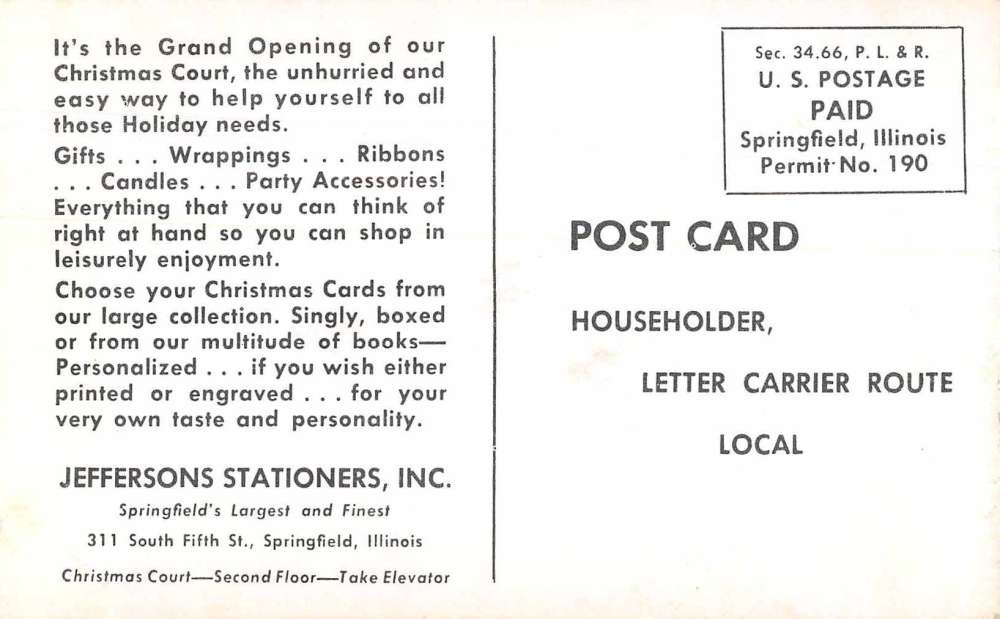 It's the Grand Opening of our
Christmas Court, the unhurried and
easy way to help yourself to all
those Holiday needs.
Gifts . . . Wrappings . . . Ribbons
. . . Candles . . . Party Accessories!
Everything that you can think of
right at hand so you can shop in
leisurely enjoyment.
Choose your Christmas Cards from
our large collection. Singly, boxed
or from our multitude of books—
Personalized . . . if you wish either
printed or engraved . . . for your
very own taste and personality.
JEFFERSONS STATIONERS, INC.
Springfield's Largest and Finest
311 South Fifth St., Springfield, Illinois
Christmas Court—Second Floor—Take Elevator
Sec. 34.66, P. L. & R.
U. S. POSTAGE
PAID
Springfield, Illinois
Permit No. 190
POST CARD
HOUSEHOLDER,
LETTER CARRIER ROUTE
LOCAL